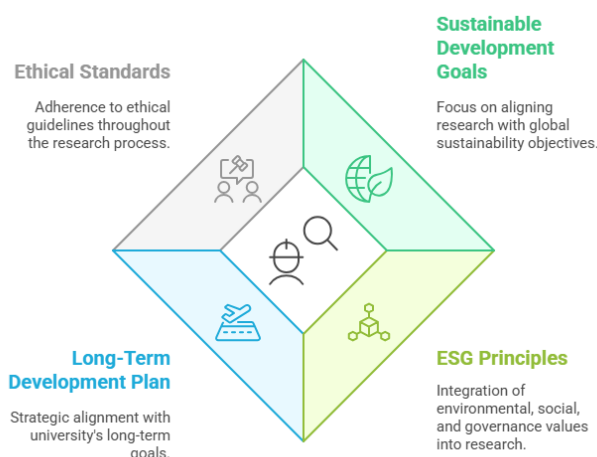 Sustainable
Development
Goals
Focus on aligning
research with global
sustainability objectives.
Ethical Standards
Adherence to ethical
guidelines throughout
the research process.
Long-Term
Development Plan
Strategic alignment with
university's long-term
goals.
ESG Principles
Integration of
environmental, social,
and governance values
into research.